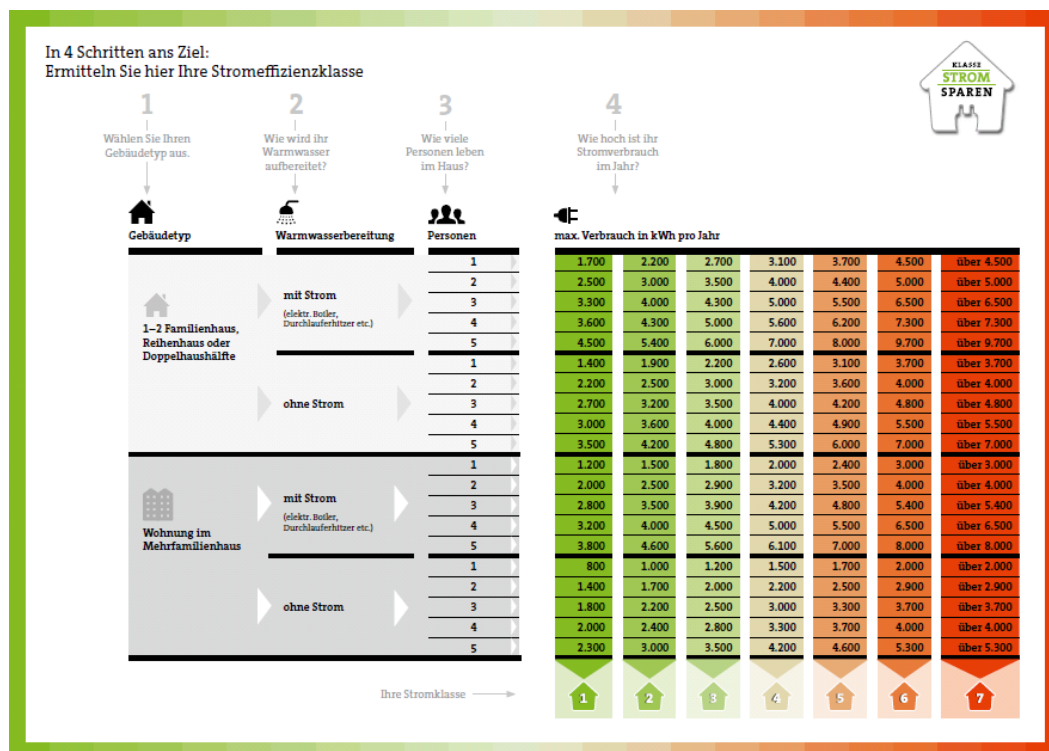 In 4 Schritten ans Ziel:
Ermitteln Sie hier Ihre Stromeffizienzklasse
KLASSE
STROM
SPAREN
1
Wählen Sie Ihren
Gebäudetyp aus.
2
Wie wird ihr
Warmwasser
aufbereitet?
3
Wie viele
Personen leben
im Haus?
4
Wie hoch ist ihr
Stromverbrauch
im Jahr?
Gebäudetyp Warmwasserbereitung Personen max. Verbrauch in kWh pro Jahr
1–2 Familienhaus,
Reihenhaus oder
Doppelhaushälfte
mit Strom
(elektr. Boiler,
Durchlauferhitzer etc.)
1 1.700 2.200 2.700 3.100 3.700 4.500 über 4.500
2 2.500 3.000 3.500 4.000 4.400 5.000 über 5.000
3 3.300 4.000 4.300 5.000 5.500 6.500 über 6.500
4 3.600 4.300 5.000 5.600 6.200 7.300 über 7.300
5 4.500 5.400 6.000 7.000 8.000 9.700 über 9.700
ohne Strom
1 1.400 1.900 2.200 2.600 3.100 3.700 über 3.700
2 2.200 2.500 3.000 3.200 3.600 4.000 über 4.000
3 2.700 3.200 3.500 4.000 4.200 4.800 über 4.800
4 3.000 3.600 4.000 4.400 4.900 5.500 über 5.500
5 3.500 4.200 4.800 5.300 6.000 7.000 über 7.000
Wohnung im
Mehrfamilienhaus
mit Strom
(elektr. Boiler,
Durchlauferhitzer etc.)
1 1.200 1.500 1.800 2.000 2.400 3.000 über 3.000
2 2.000 2.500 2.900 3.200 3.500 4.000 über 4.000
3 2.800 3.500 3.900 4.200 4.800 5.400 über 5.400
4 3.200 4.000 4.500 5.000 5.500 6.500 über 6.500
5 3.800 4.600 5.600 6.100 7.000 8.000 über 8.000
ohne Strom
1 800 1.000 1.200 1.500 1.700 2.000 über 2.000
2 1.400 1.700 2.000 2.200 2.500 2.900 über 2.900
3 1.800 2.200 2.500 3.000 3.300 3.700 über 3.700
4 2.000 2.400 2.800 3.300 3.700 4.000 über 4.000
5 2.300 3.000 3.500 4.200 4.600 5.300 über 5.300
Ihre Stromklasse 1 2 3 4 5 6 7